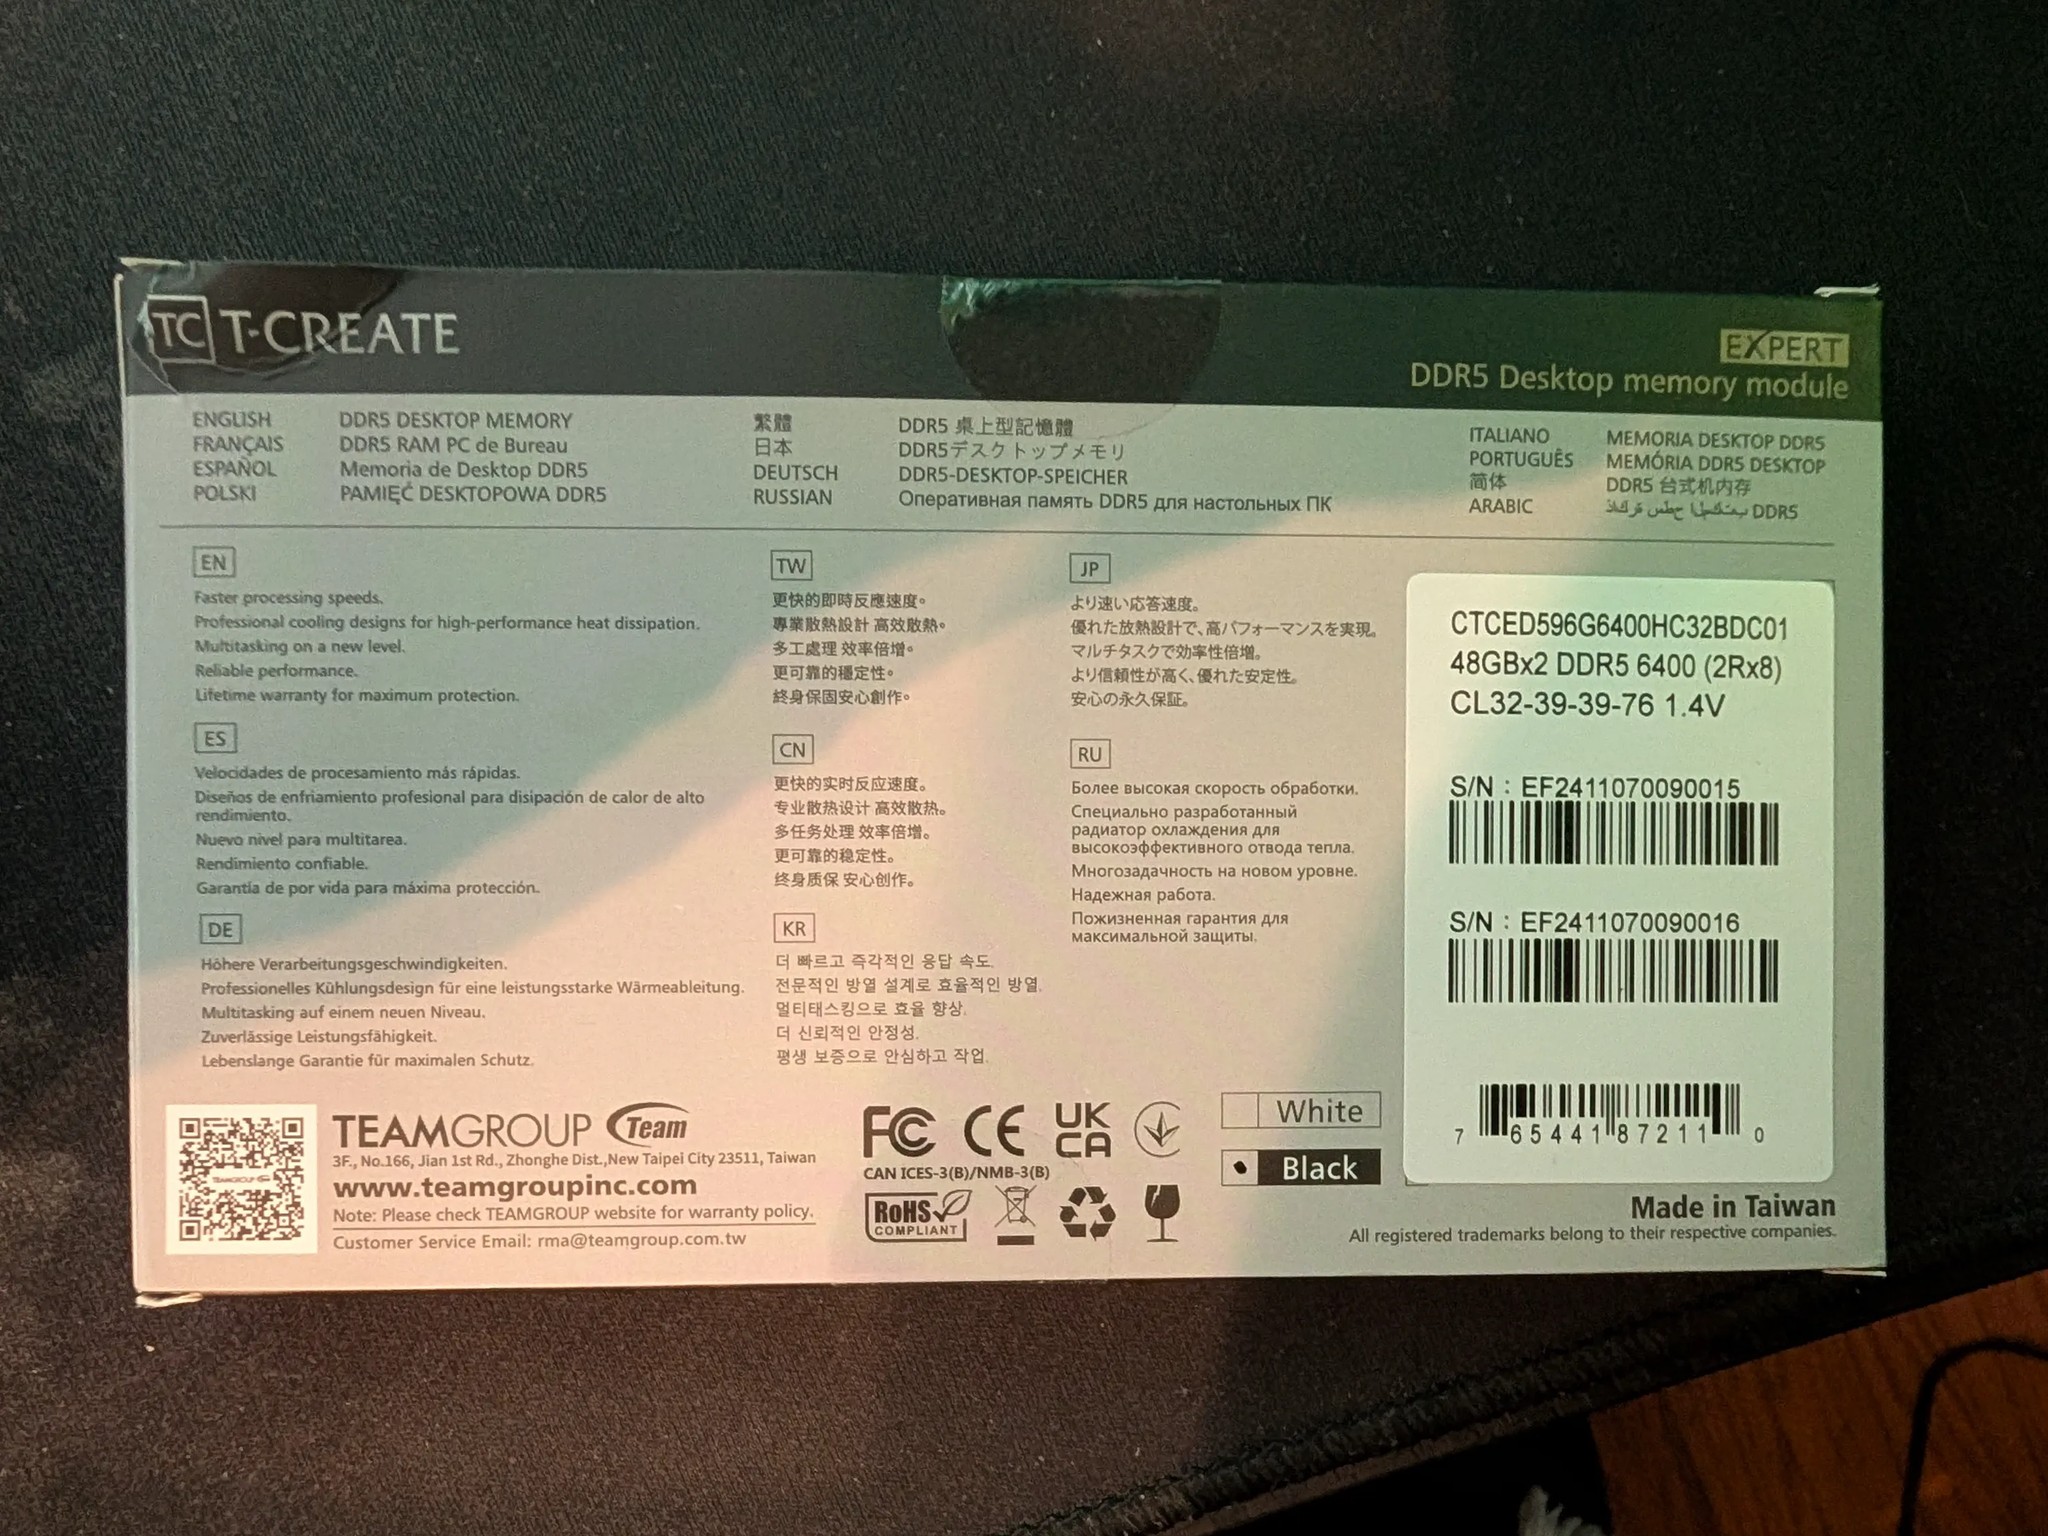 TC T-CREATE
EXPERT
DDR5 Desktop memory module
ENGLISH DDR5 DESKTOP MEMORY
FRANÇAIS DDR5 RAM PC de Bureau
ESPAÑOL Memoria de Desktop DDR5
POLSKI PAMIĘĆ DESKTOPOWA DDR5
繁體 DDR5 桌上型記憶體
日本 DDR5デスクトップメモリ
DEUTSCH DDR5-DESKTOP-SPEICHER
RUSSIAN Оперативная память DDR5 для настольных ПК
ITALIANO MEMORIA DESKTOP DDR5
PORTUGUÊS MEMÓRIA DDR5 DESKTOP
简体 DDR5 台式机内存
ARABIC DDR5
EN
Faster processing speeds.
Professional cooling designs for high-performance heat dissipation.
Multitasking on a new level.
Reliable performance.
Lifetime warranty for maximum protection.
ES
Velocidades de procesamiento más rápidas.
Diseños de enfriamiento profesional para disipación de calor de alto
rendimiento.
Nuevo nivel para multitarea.
Rendimiento confiable.
Garantía de por vida para máxima protección.
DE
Höhere Verarbeitungsgeschwindigkeiten.
Professionelles Kühlungsdesign für eine leistungsstarke Wärmeableitung.
Multitasking auf einem neuen Niveau.
Zuverlässige Leistungsfähigkeit.
Lebenslange Garantie für maximalen Schutz.
TW
更快的即時反應速度。
專業散熱設計 高效散熱。
多工處理 效率倍增。
更可靠的穩定性。
終身保固安心創作。
CN
更快的实时反应速度。
专业散热设计 高效散热。
多任务处理 效率倍增。
更可靠的稳定性。
终身质保 安心创作。
KR
더 빠르고 즉각적인 응답 속도.
전문적인 방열 설계로 효율적인 방열.
멀티태스킹으로 효율 향상.
더 신뢰적인 안정성.
평생 보증으로 안심하고 작업.
JP
より速い応答速度。
優れた放熱設計で、高パフォーマンスを実現。
マルチタスクで効率性倍増。
より信頼性が高く、優れた安定性。
安心の永久保証。
RU
Более высокая скорость обработки.
Специально разработанный
радиатор охлаждения для
высокоэффективного отвода тепла.
Многозадачность на новом уровне.
Надежная работа.
Пожизненная гарантия для
максимальной защиты.
CTCED596G6400HC32BDC01
48GBx2 DDR5 6400 (2Rx8)
CL32-39-39-76 1.4V
S/N : EF2411070090015
S/N : EF2411070090016
7 65441 87211 0
TEAMGROUP Team
3F., No.166, Jian 1st Rd., Zhonghe Dist.,New Taipei City 23511, Taiwan
www.teamgroupinc.com
Note: Please check TEAMGROUP website for warranty policy.
Customer Service Email: rma@teamgroup.com.tw
FC CE UK
CA
CAN ICES-3(B)/NMB-3(B)
RoHS
COMPLIANT
White
Black
Made in Taiwan
All registered trademarks belong to their respective companies.